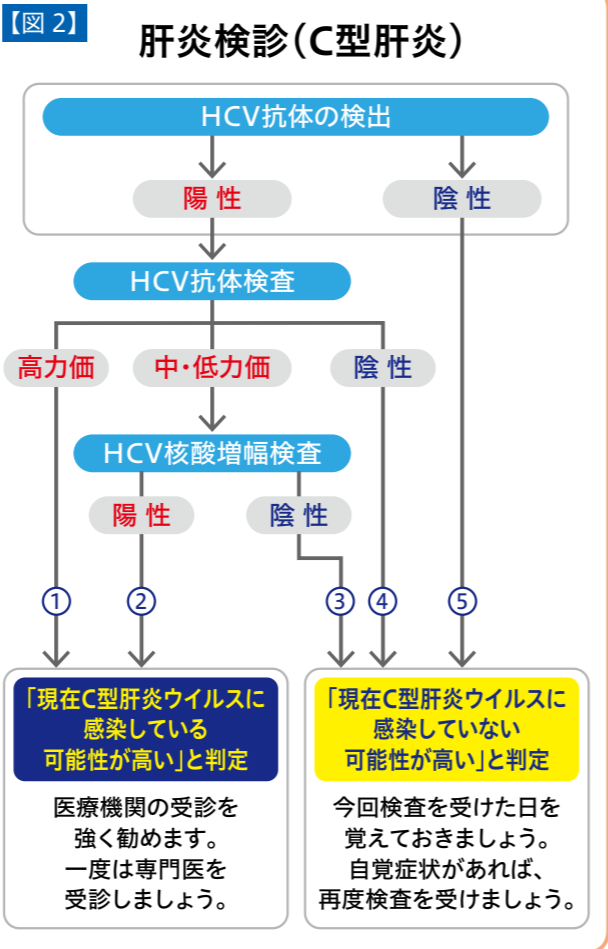 【図 2】
肝炎検診(C型肝炎)
HCV抗体の検出
陽 性
陰 性
HCV抗体検査
高力価
中・低力価
陰 性
HCV核酸増幅検査
陽 性
陰 性
①
②
③
④
⑤
「現在C型肝炎ウイルスに
感染している
可能性が高い」と判定
医療機関の受診を
強く勧めます。
一度は専門医を
受診しましょう。
「現在C型肝炎ウイルスに
感染していない
可能性が高い」と判定
今回検査を受けた日を
覚えておきましょう。
自覚症状があれば、
再度検査を受けましょう。